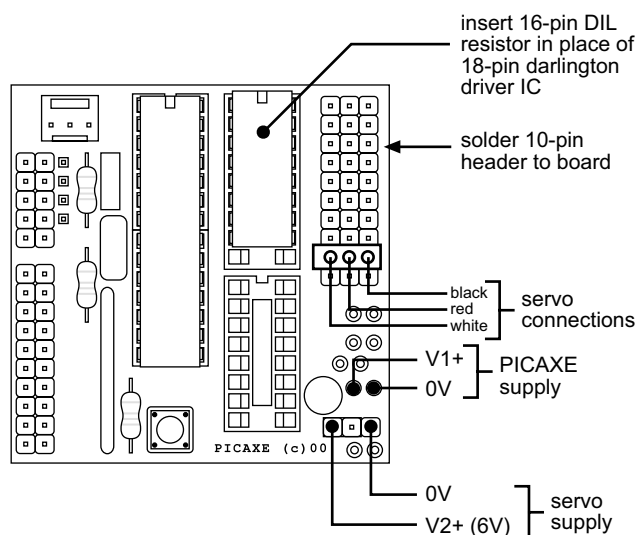 insert 16-pin DIL
resistor in place of
18-pin darlington
driver IC
solder 10-pin
header to board
black
red
white
servo
connections
V1+
0V
PICAXE
supply
PICAXE (c)00
0V
V2+ (6V)
servo
supply